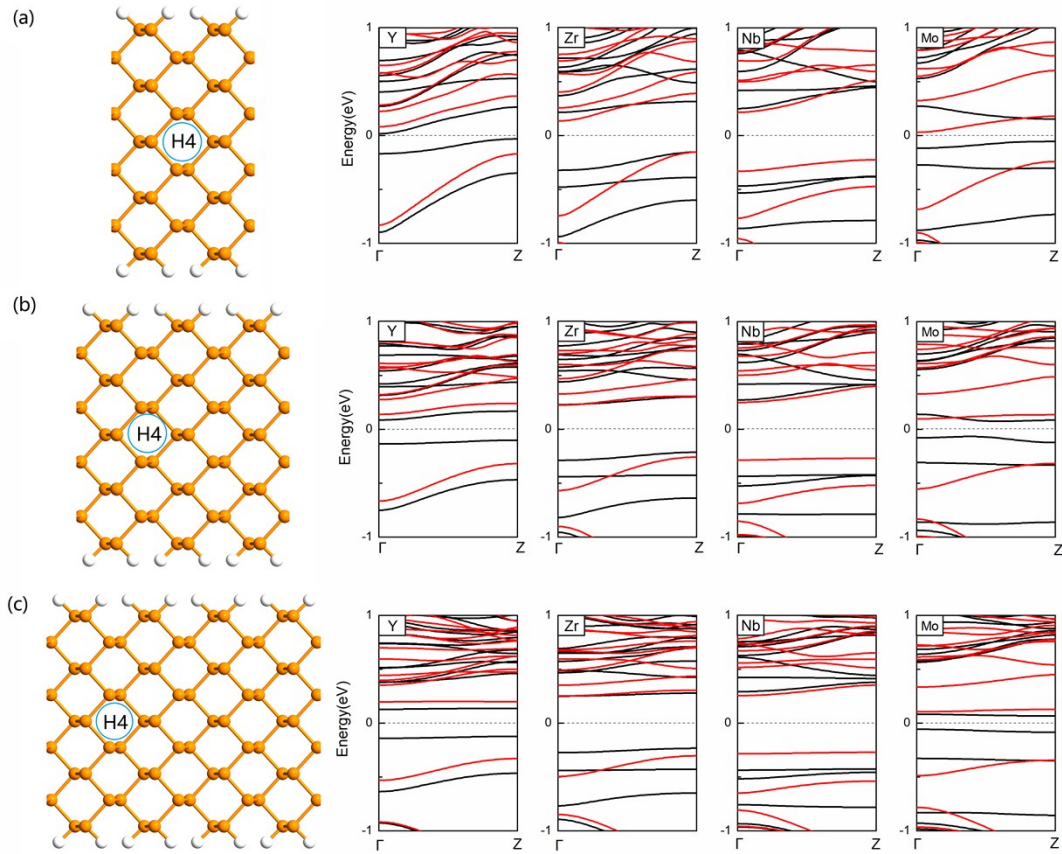 (a)
H4
Energy(eV)
1
0
-1
Y
Zr
Nb
Mo
Γ Z Γ Z Γ Z Γ Z
(b)
H4
Energy(eV)
1
0
-1
Y
Zr
Nb
Mo
Γ Z Γ Z Γ Z Γ Z
(c)
H4
Energy(eV)
1
0
-1
Y
Zr
Nb
Mo
Γ Z Γ Z Γ Z Γ Z